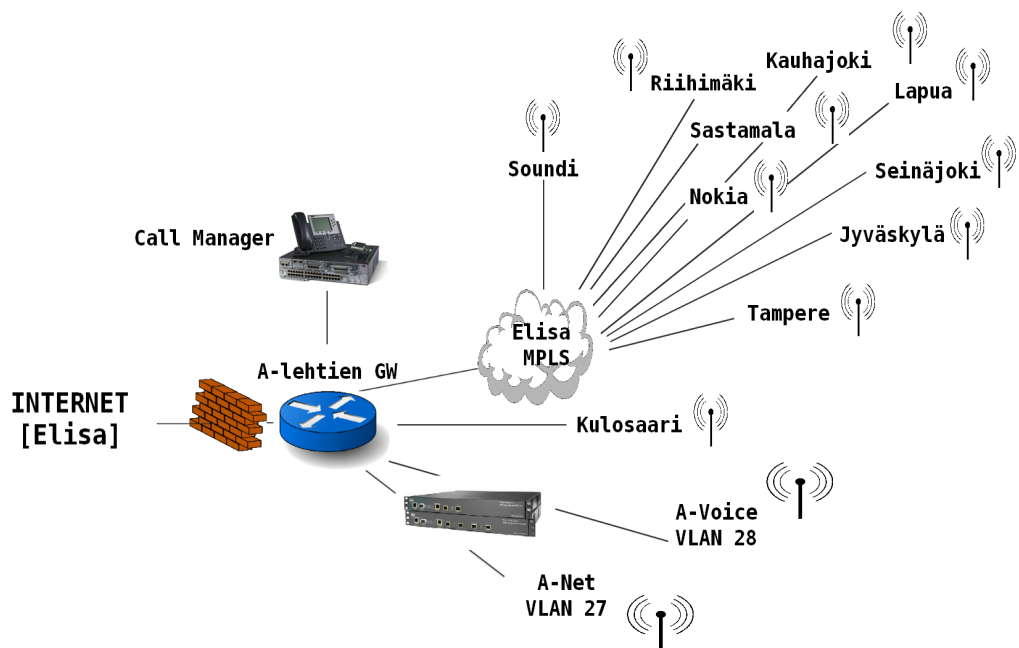 Kauhajoki
Riihimäki
Lapua
Sastamala
Soundi
Seinäjoki
Nokia
Jyväskylä
Call Manager
Tampere
Elisa
MPLS
A-lehtien GW
INTERNET
[Elisa]
Kulosaari
A-Voice
VLAN 28
A-Net
VLAN 27